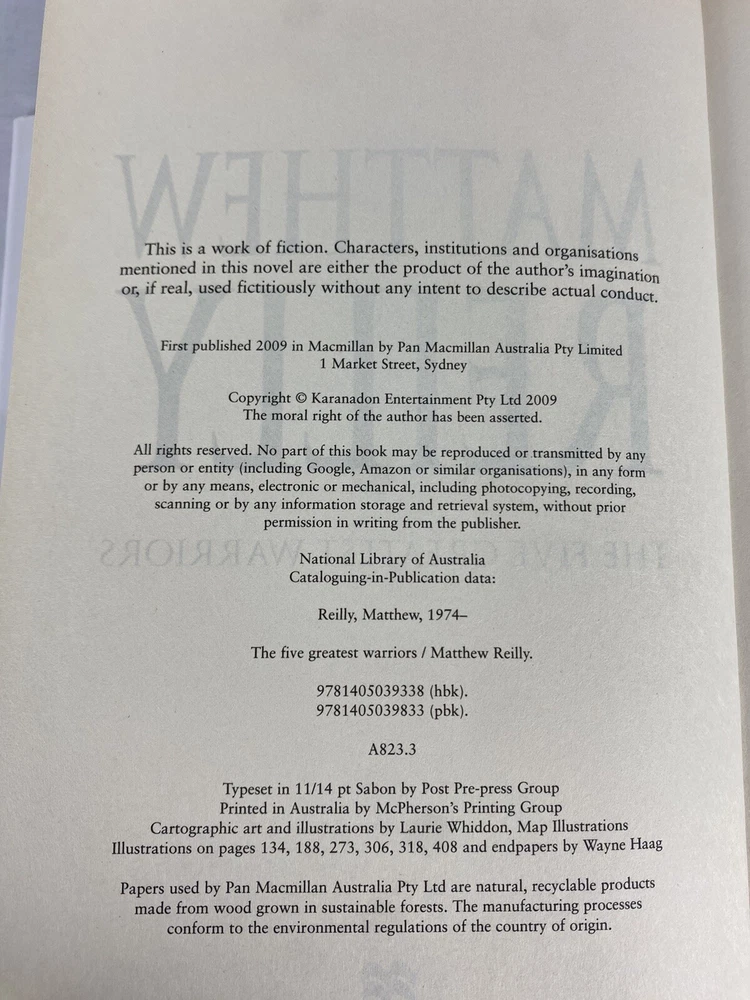 This is a work of fiction. Characters, institutions and organisations
mentioned in this novel are either the product of the author's imagination
or, if real, used fictitiously without any intent to describe actual conduct.
First published 2009 in Macmillan by Pan Macmillan Australia Pty Limited
1 Market Street, Sydney
Copyright © Karanadon Entertainment Pty Ltd 2009
The moral right of the author has been asserted.
All rights reserved. No part of this book may be reproduced or transmitted by any
person or entity (including Google, Amazon or similar organisations), in any form
or by any means, electronic or mechanical, including photocopying, recording,
scanning or by any information storage and retrieval system, without prior
permission in writing from the publisher.
National Library of Australia
Cataloguing-in-Publication data:
Reilly, Matthew, 1974–
The five greatest warriors / Matthew Reilly.
9781405039338 (hbk).
9781405039833 (pbk).
A823.3
Typeset in 11/14 pt Sabon by Post Pre-press Group
Printed in Australia by McPherson's Printing Group
Cartographic art and illustrations by Laurie Whiddon, Map Illustrations
Illustrations on pages 134, 188, 273, 306, 318, 408 and endpapers by Wayne Haag
Papers used by Pan Macmillan Australia Pty Ltd are natural, recyclable products
made from wood grown in sustainable forests. The manufacturing processes
conform to the environmental regulations of the country of origin.